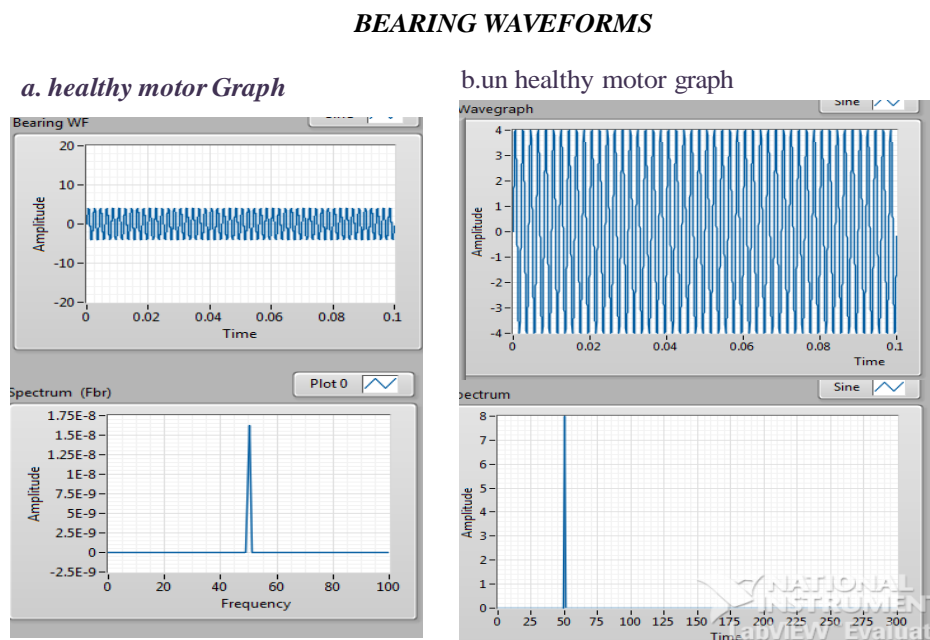 BEARING WAVEFORMS
a. healthy motor Graph
b.un healthy motor graph
Bearing WF
20
10
0
-10
-20
Amplitude
0 0.02 0.04 0.06 0.08 0.1
Time
Plot 0
Spectrum (Fbr)
1.75E-8
1.5E-8
1.25E-8
1E-8
7.5E-9
5E-9
2.5E-9
0
-2.5E-9
Amplitude
0 20 40 60 80 100
Frequency
Wavegraph
Sine
4
3
2
1
0
-1
-2
-3
-4
Amplitude
0 0.02 0.04 0.06 0.08 0.1
Time
Sine
pectrum
8
7
6
5
4
3
2
1
0
Amplitude
0 25 50 75 100 125 150 175 200 225 250 275 300
NATIONAL
INSTRUMENT
LabVIEW Evaluat